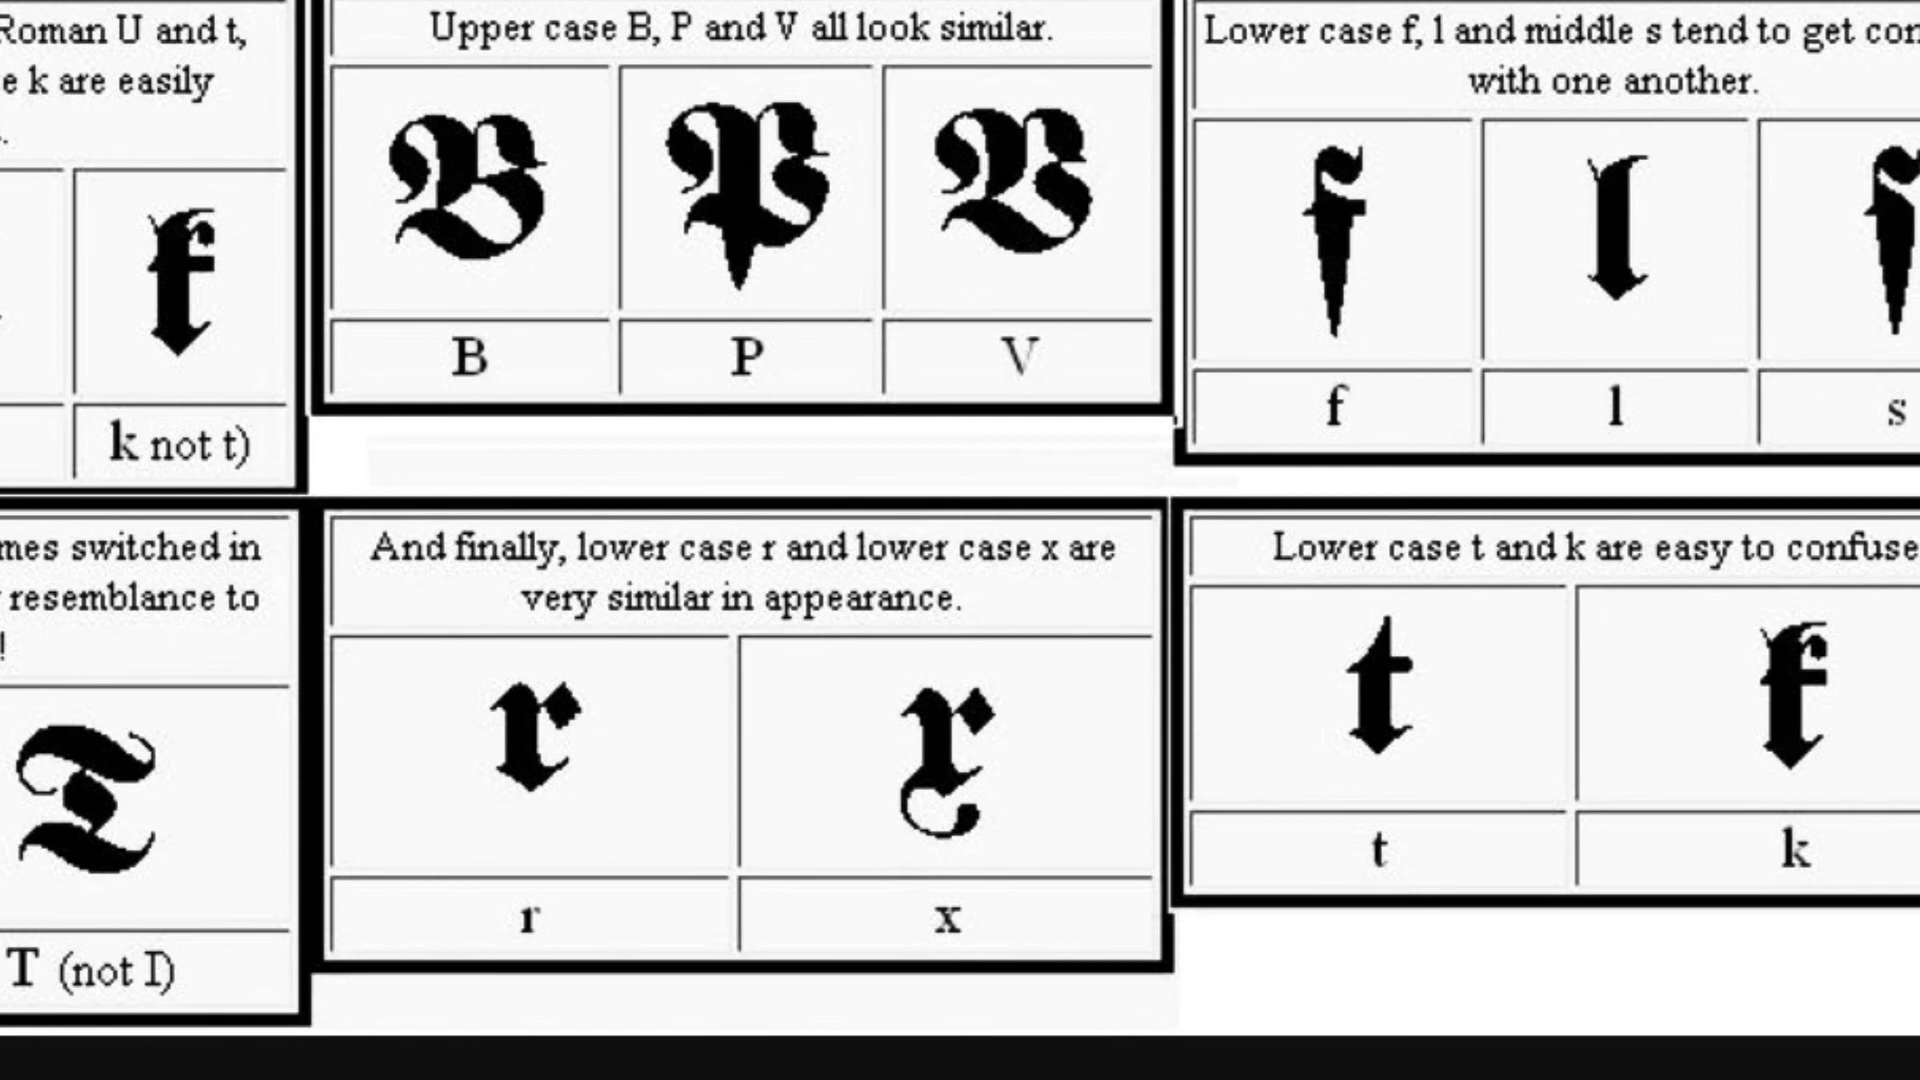 Roman U and t,
e k are easily
.
k
k not t)
Upper case B, P and V all look similar.
B P V
B P V
Lower case f, l and middle s tend to get con
with one another.
f l ſ
f l s
mes switched in
resemblance to
!
T
T (not I)
And finally, lower case r and lower case x are
very similar in appearance.
r x
r x
Lower case t and k are easy to confuse
t k
t k